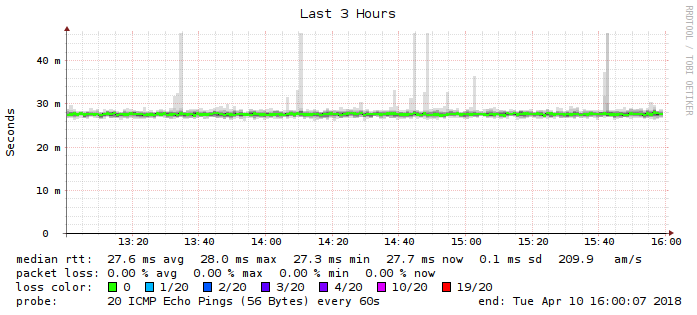 Last 3 Hours
RRDTOOL / TOBI OETIKER
Seconds
40 m
30 m
20 m
10 m
0
13:20 13:40 14:00 14:20 14:40 15:00 15:20 15:40 16:00
median rtt: 27.6 ms avg 28.0 ms max 27.3 ms min 27.7 ms now 0.1 ms sd 209.9 am/s
packet loss: 0.00 % avg 0.00 % max 0.00 % min 0.00 % now
loss color: 0 1/20 2/20 3/20 4/20 10/20 19/20
probe: 20 ICMP Echo Pings (56 Bytes) every 60s end: Tue Apr 10 16:00:07 2018